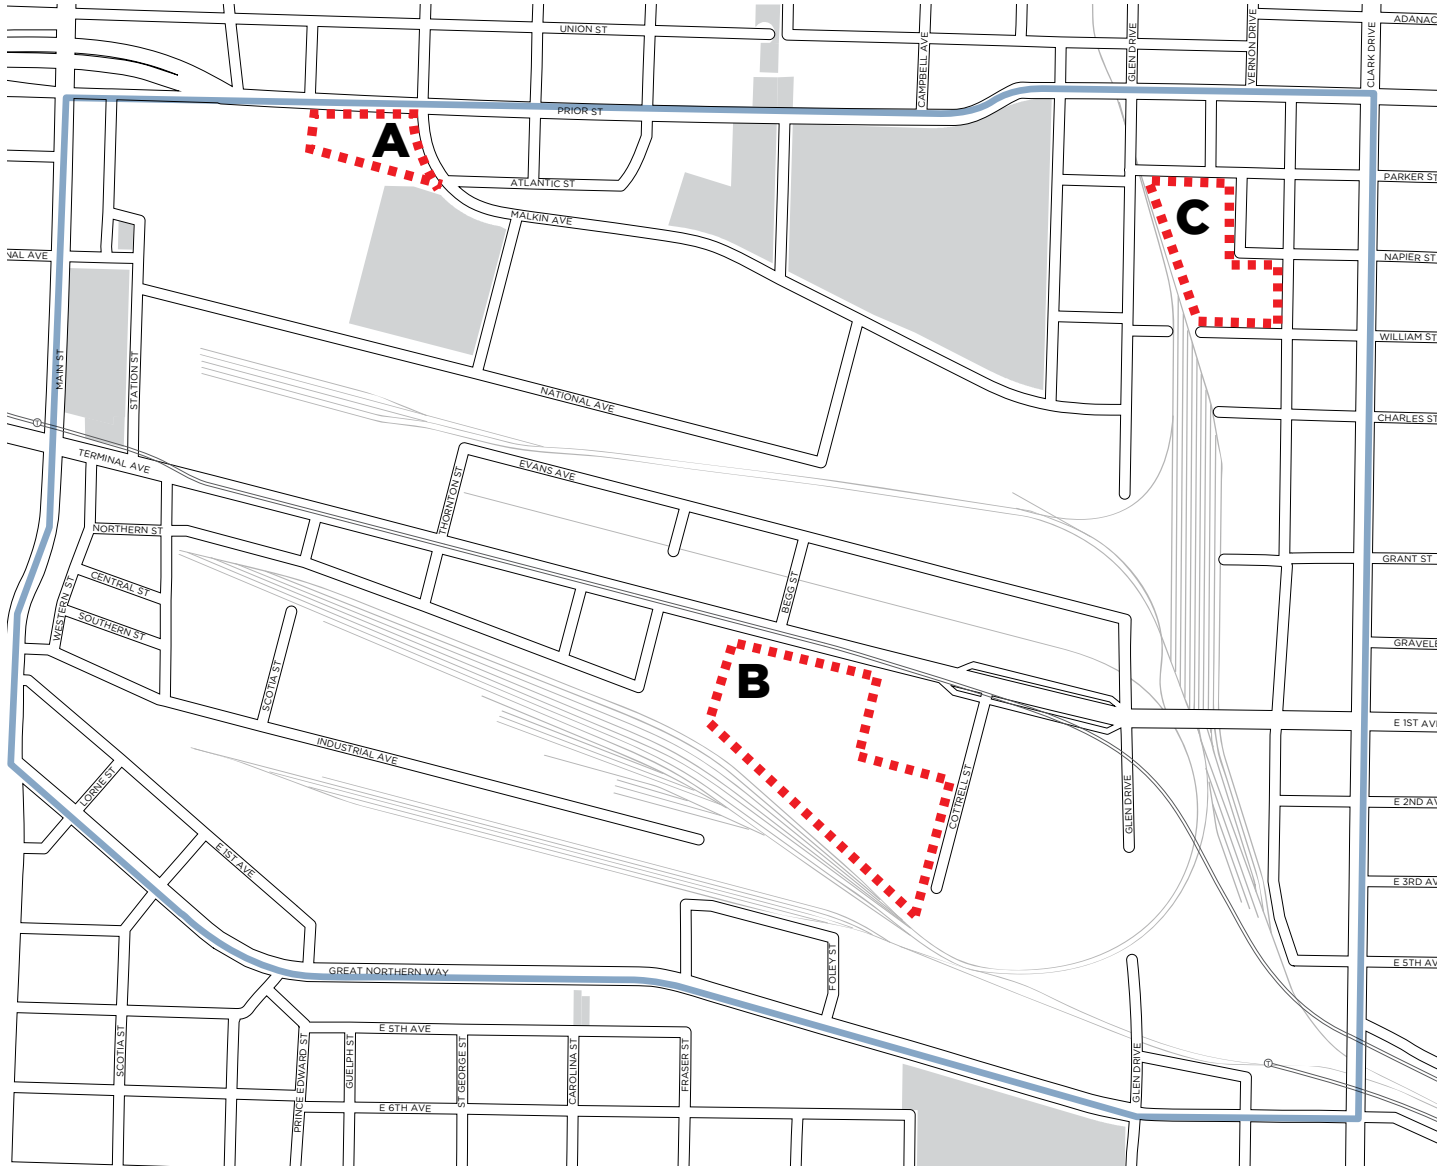 ADANAC
UNION ST
CAMPBELL AVE
GLEN DRIVE
VERNON DRIVE
CLARK DRIVE
PRIOR ST
A
ATLANTIC ST
PARKER ST
MALKIN AVE
C
NAL AVE
NAPIER ST
WILLIAM ST
MAIN ST
STATION ST
NATIONAL AVE
CHARLES ST
TERMINAL AVE
T
EVANS AVE
THORNTON ST
NORTHERN ST
GRANT ST
CENTRAL ST
BEGG ST
WESTERN ST
SOUTHERN ST
GRAVELE
SCOTIA ST
B
E 1ST AVE
INDUSTRIAL AVE
LORNE ST
COTTRELL ST
GLEN DRIVE
E 2ND AV
E 1ST AVE
E 3RD AV
FOLEY ST
E 5TH AV
GREAT NORTHERN WAY
E 5TH AVE
SCOTIA ST
PRINCE EDWARD ST
GUELPH ST
ST GEORGE ST
CAROLINA ST
FRASER ST
GLEN DRIVE
T
E 6TH AVE